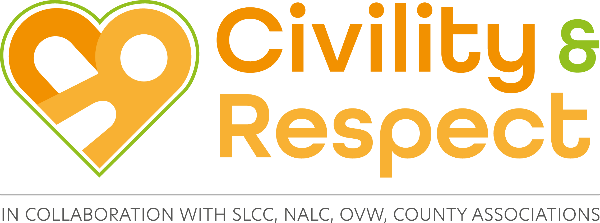 Civility &
Respect
IN COLLABORATION WITH SLCC, NALC, OVW, COUNTY ASSOCIATIONS